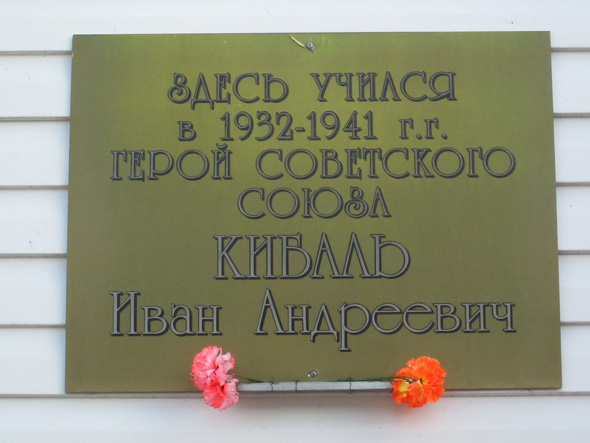 ЗДЕСЬ УЧИЛСЯ
в 1932-1941 г.г.
ГЕРОЙ СОВЕТСКОГО
СОЮЗА
КИБАЛЬ
Иван Андреевич